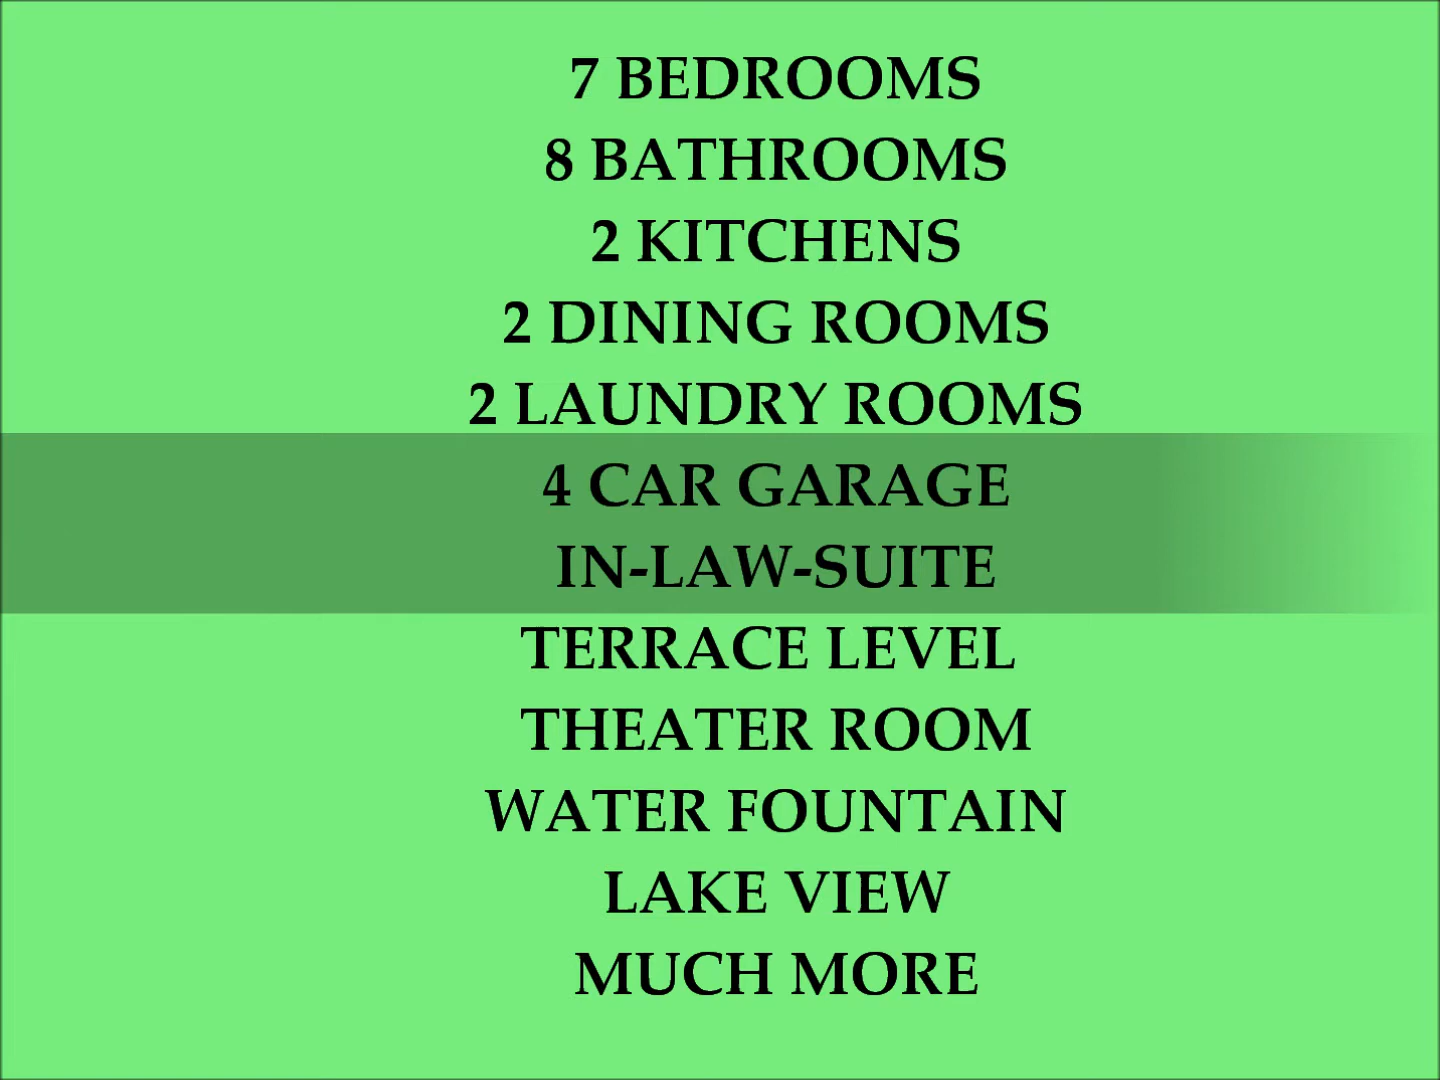 7 BEDROOMS
8 BATHROOMS
2 KITCHENS
2 DINING ROOMS
2 LAUNDRY ROOMS
4 CAR GARAGE
IN-LAW-SUITE
TERRACE LEVEL
THEATER ROOM
WATER FOUNTAIN
LAKE VIEW
MUCH MORE